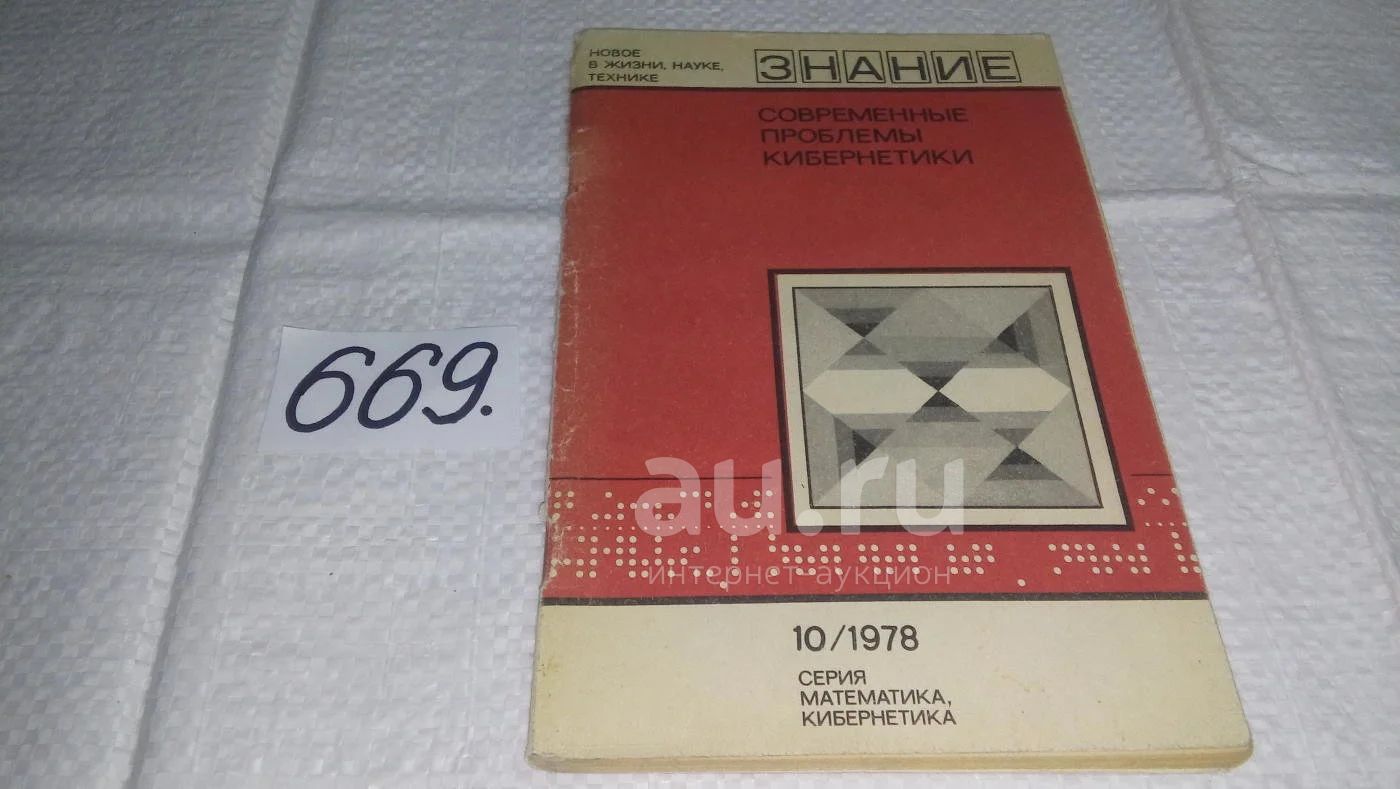 НОВОЕ
В ЖИЗНИ, НАУКЕ,
ТЕХНИКЕ
ЗНАНИЕ
СОВРЕМЕННЫЕ
ПРОБЛЕМЫ
КИБЕРНЕТИКИ
669.
au.ru
интернет-аукцион
10/1978
СЕРИЯ
МАТЕМАТИКА,
КИБЕРНЕТИКА